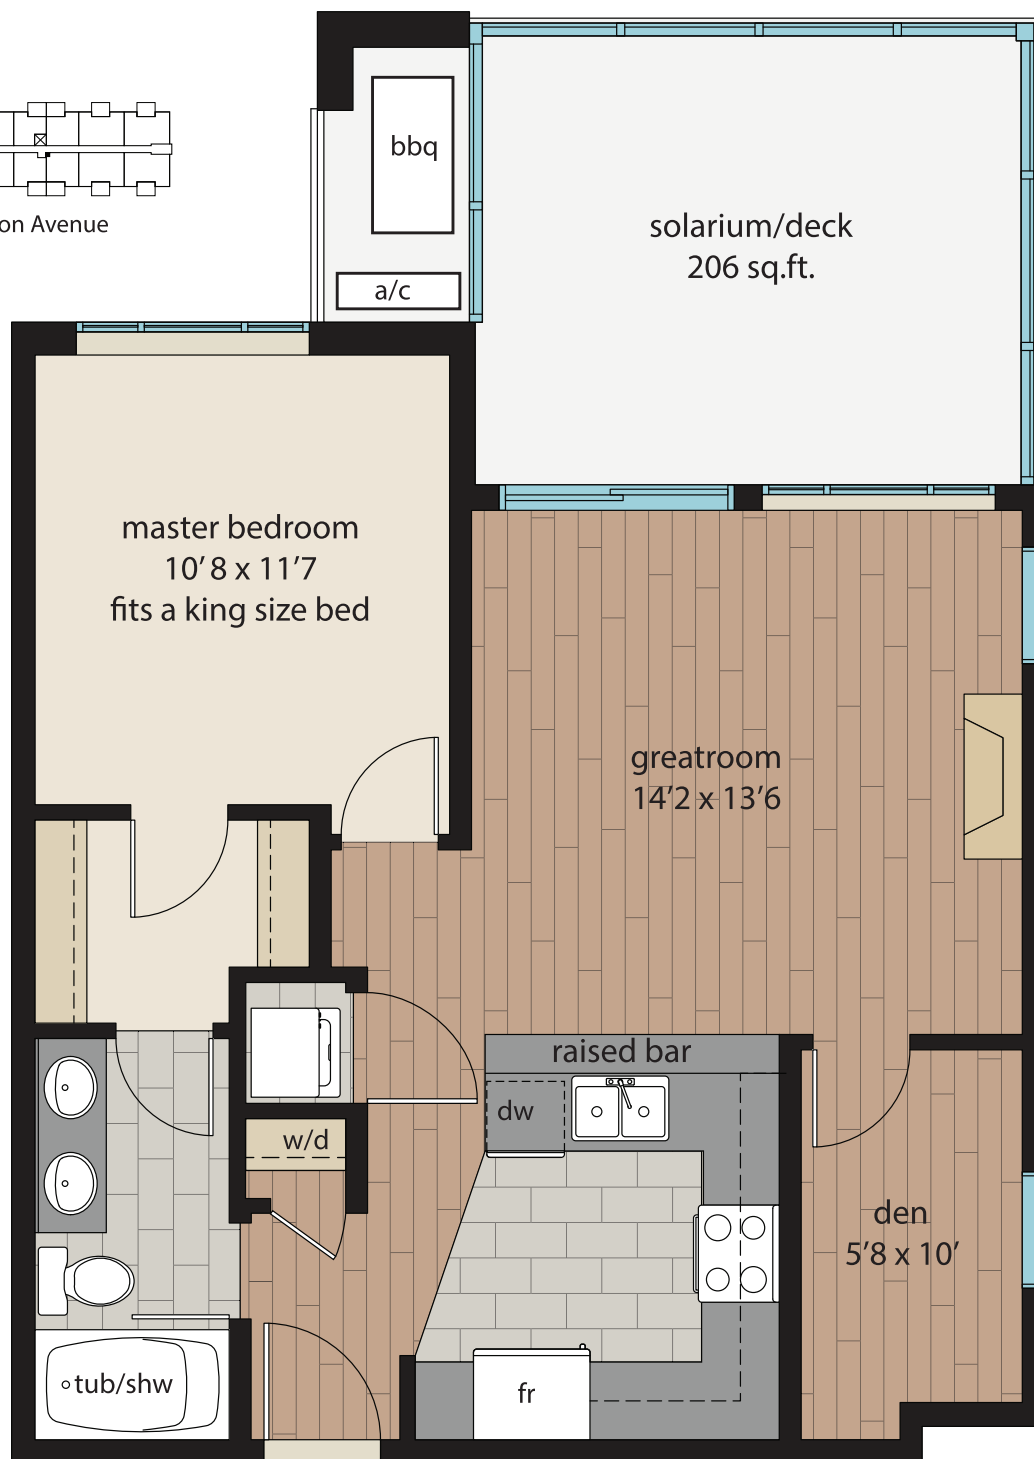 bbq
solarium/deck
206 sq.ft.
on Avenue
a/c
master bedroom
10' 8 x 11'7
fits a king size bed
greatroom
14'2 x 13'6
raised bar
dw
w/d
den
5'8 x 10'
tub/shw
fr